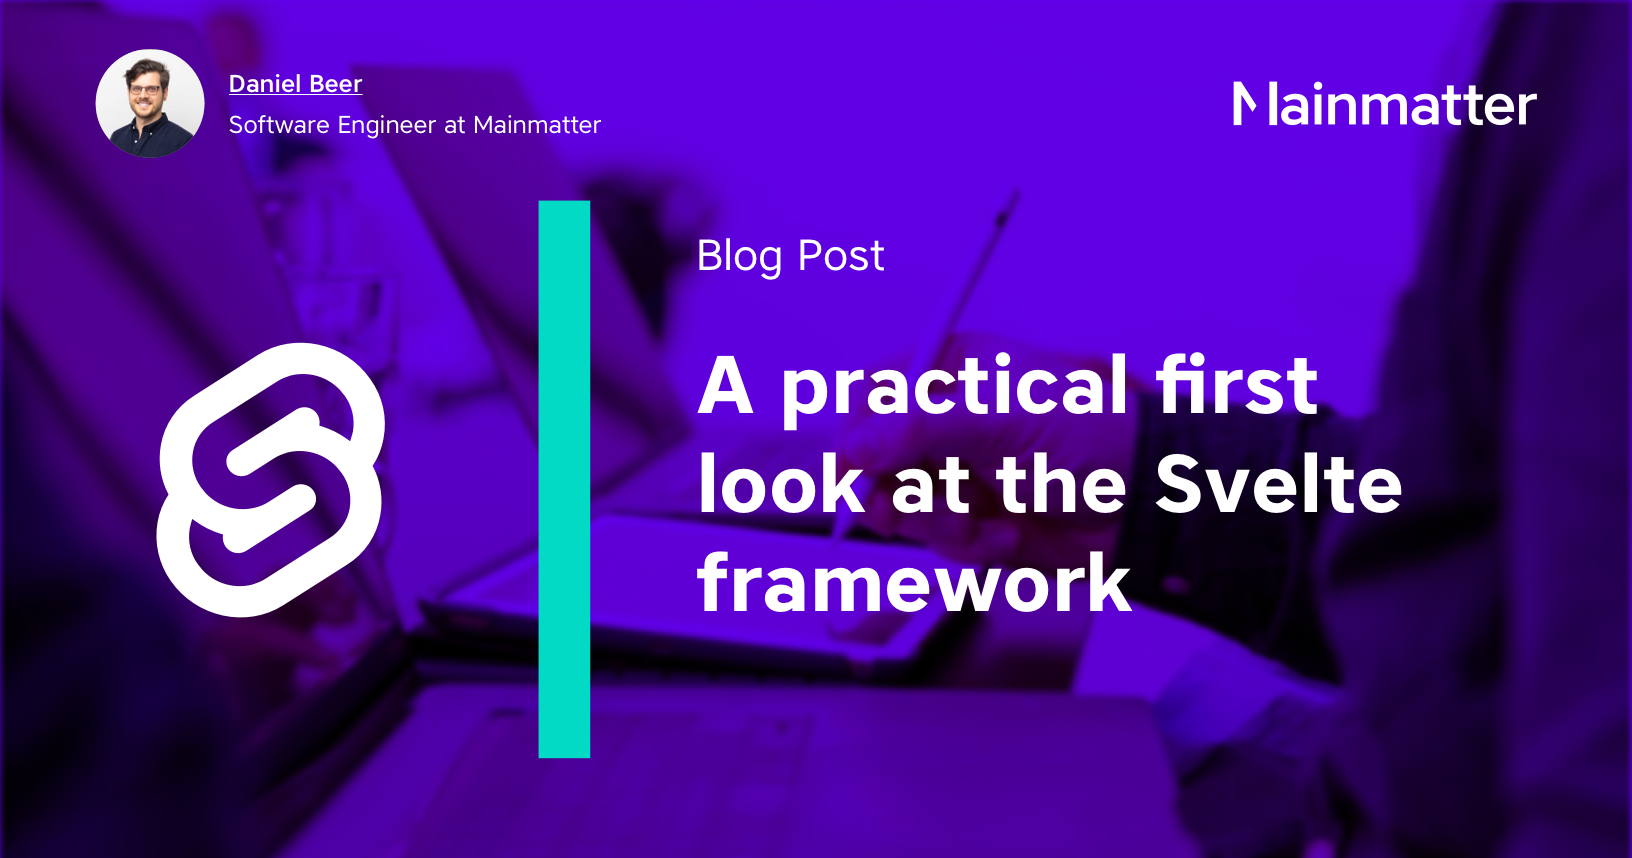 Daniel Beer
Software Engineer at Mainmatter
Mainmatter
Blog Post
A practical first
look at the Svelte
framework